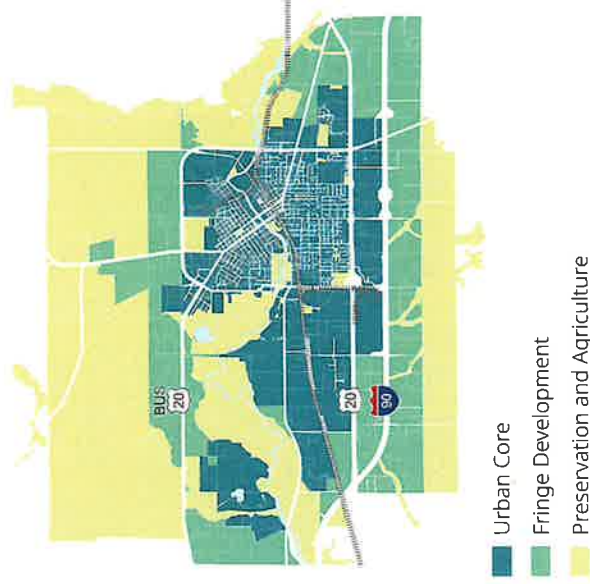 BUS
20
20
90
Urban Core
Fringe Development
Preservation and Agriculture